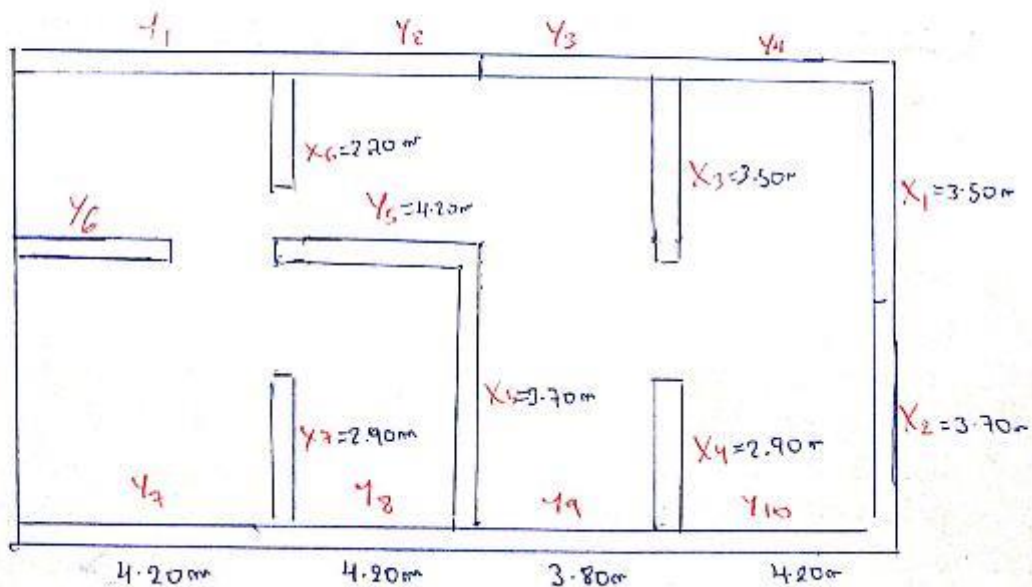 Y1 Y2 Y3 Y4
X6=2.20m
X3=3.50m
X1=3.50m
Y6
Y5=4.20m
X5=3.70m
X7=2.90m
X4=2.90m
X2=3.70m
Y7 Y8 Y9 Y10
4.20m 4.20m 3.80m 4.20m